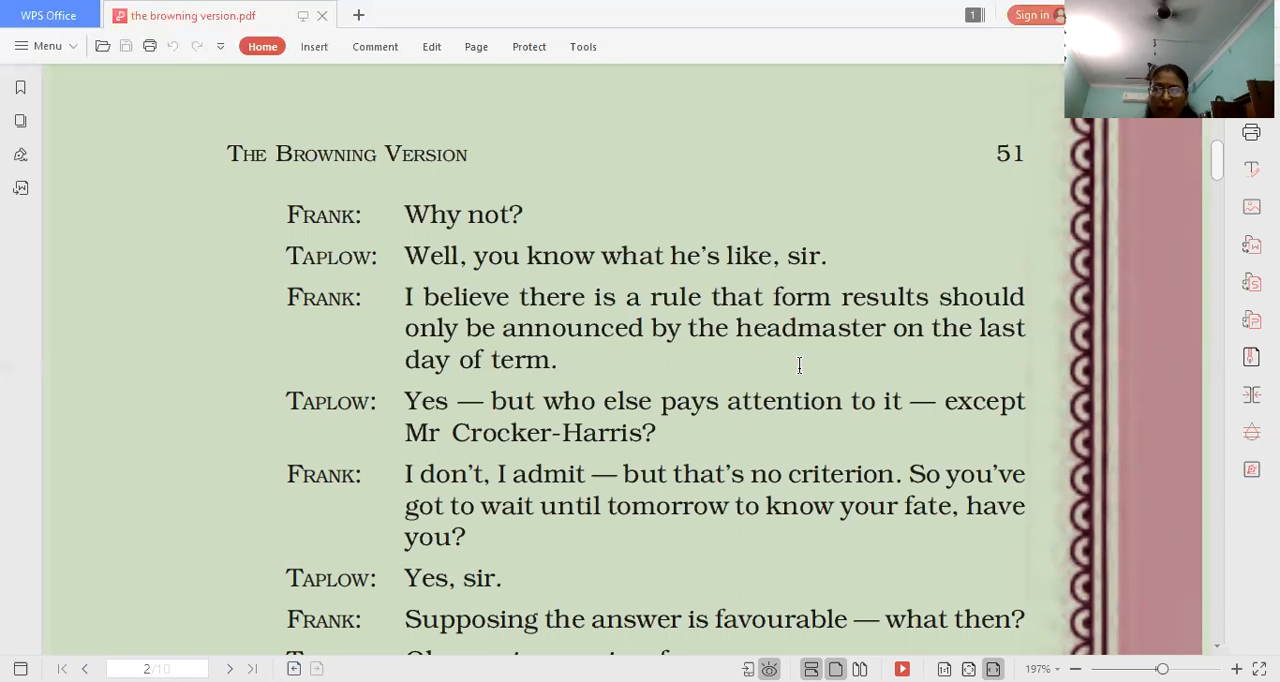 WPS Office
the browning version.pdf
1
Sign in
Menu
Home
Insert
Comment
Edit
Page
Protect
Tools
THE BROWNING VERSION 51
FRANK: Why not?
TAPLOW: Well, you know what he's like, sir.
FRANK: I believe there is a rule that form results should
only be announced by the headmaster on the last
day of term.
TAPLOW: Yes — but who else pays attention to it — except
Mr Crocker-Harris?
FRANK: I don't, I admit — but that's no criterion. So you've
got to wait until tomorrow to know your fate, have
you?
TAPLOW: Yes, sir.
FRANK: Supposing the answer is favourable — what then?
2/10
197%